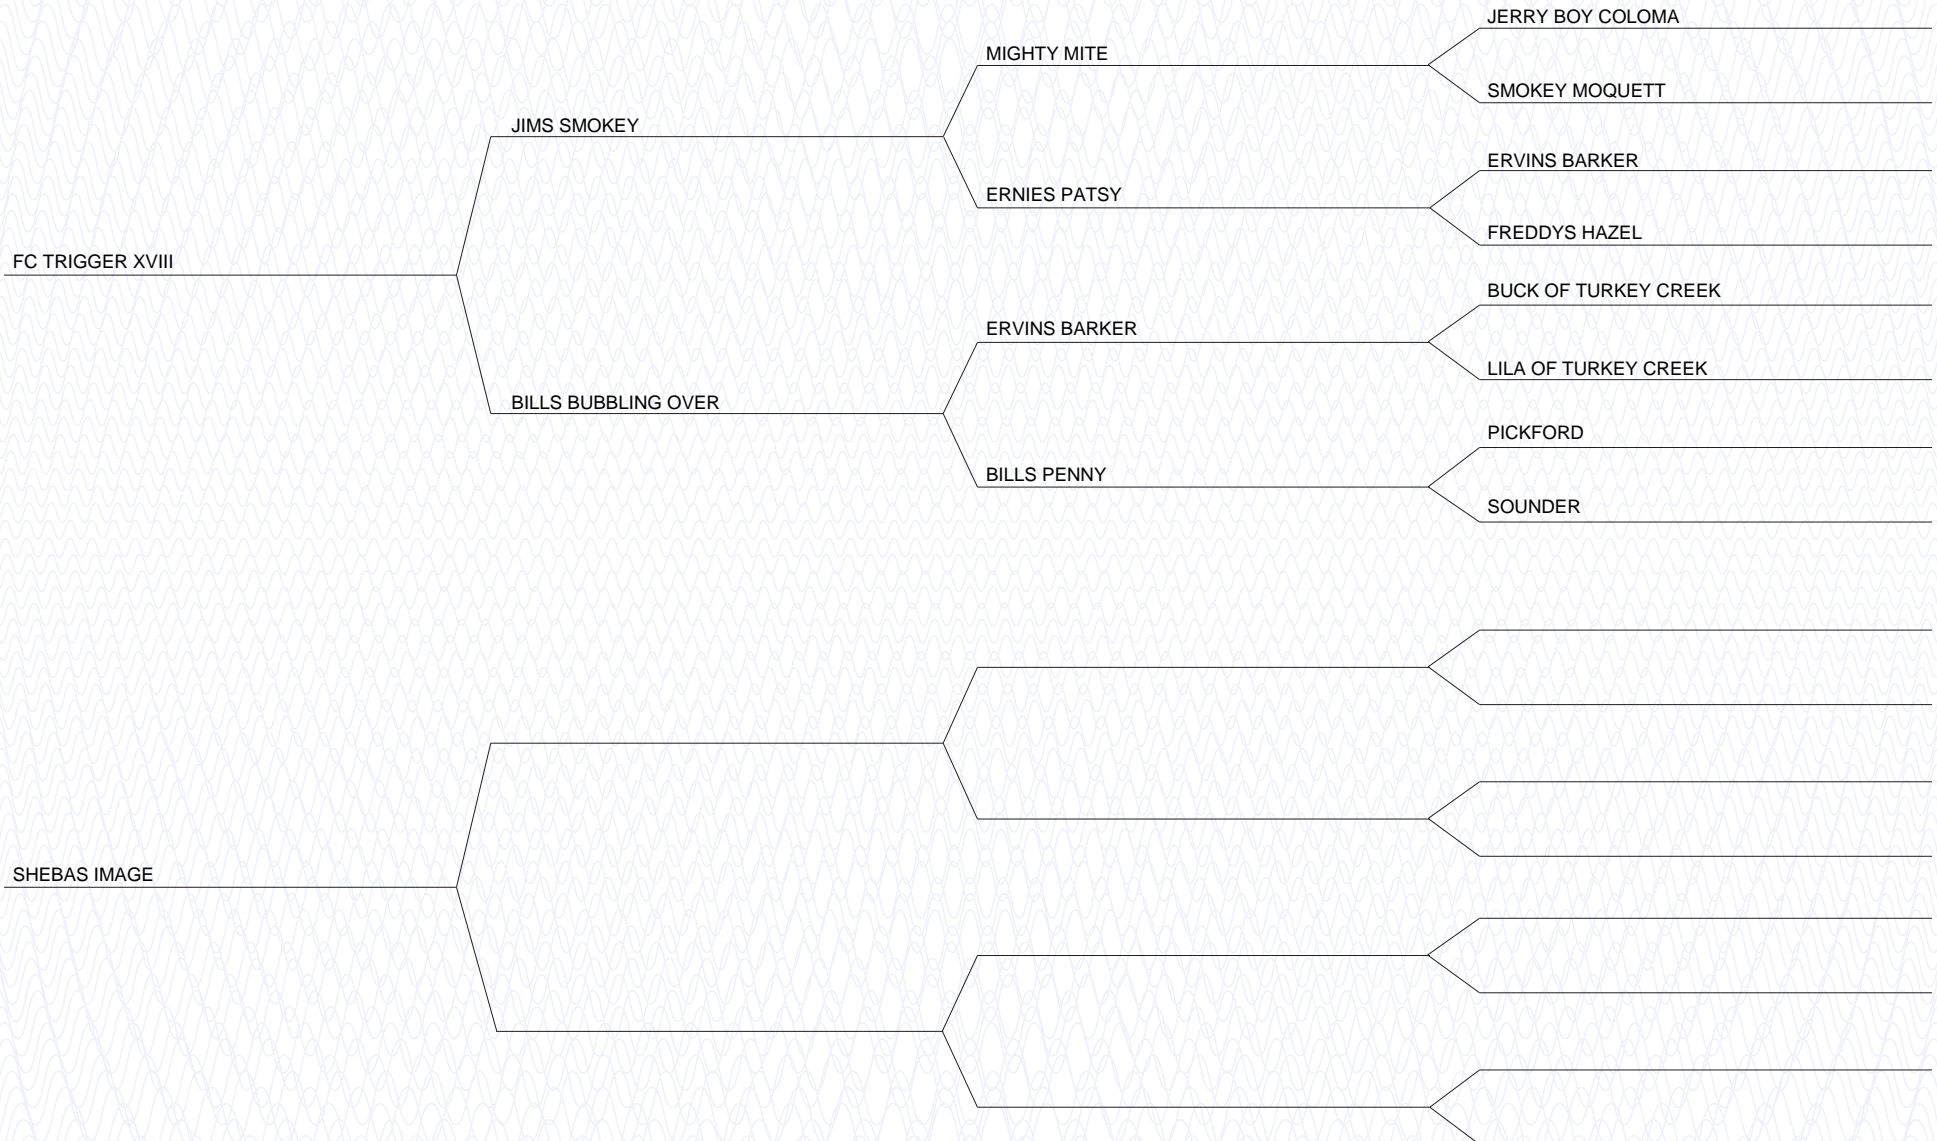 JERRY BOY COLOMA
MIGHTY MITE
SMOKEY MOQUETT
JIMS SMOKEY
ERVINS BARKER
ERNIES PATSY
FREDDYS HAZEL
FC TRIGGER XVIII
BUCK OF TURKEY CREEK
ERVINS BARKER
LILA OF TURKEY CREEK
BILLS BUBBLING OVER
PICKFORD
BILLS PENNY
SOUNDER
SHEBAS IMAGE